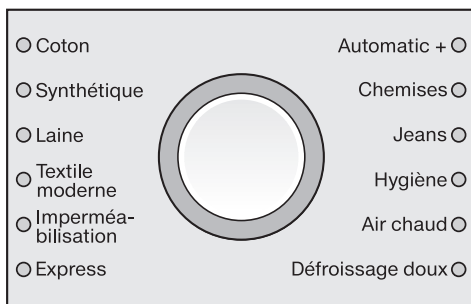 Coton
Synthétique
Laine
Textile
moderne
Imperméa-
bilisation
Express
Automatic +
Chemises
Jeans
Hygiène
Air chaud
Défroissage doux